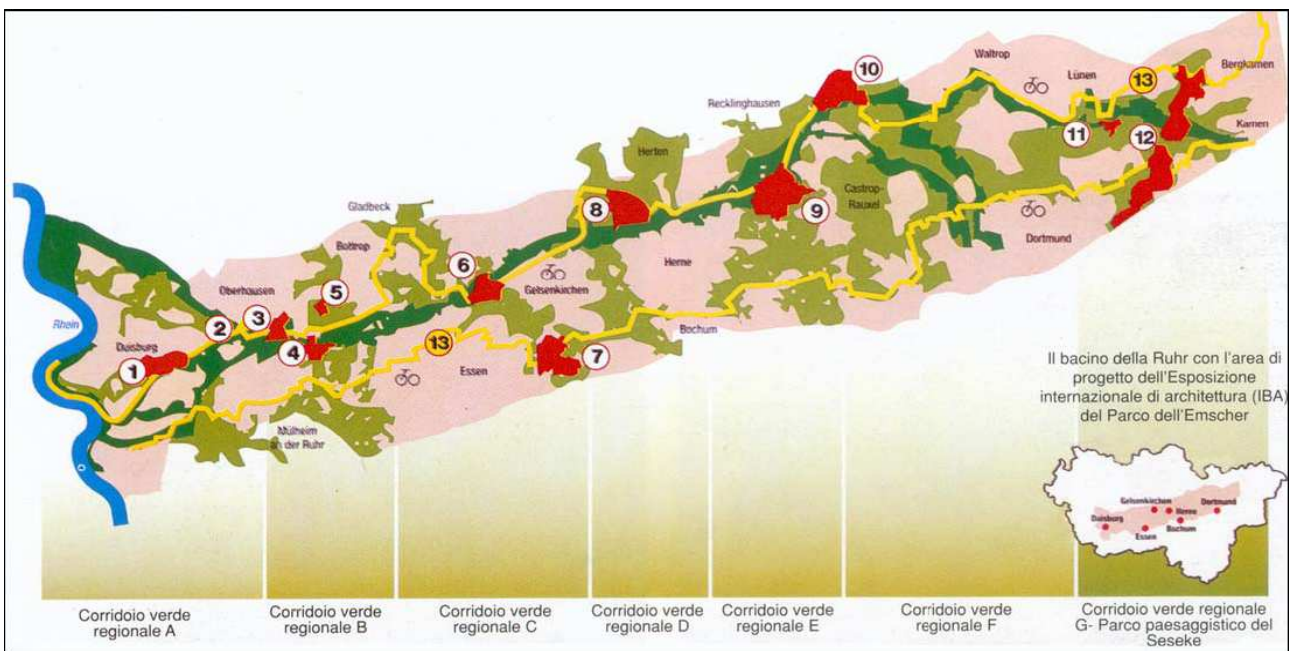 Waltrop
10
Lünen
13
Bergkamen
Recklinghausen
11
12
Kamen
Herten
8
9
Castrop-
Rauxel
Gladbeck
Dortmund
Bottrop
6
Herne
Gelsenkirchen
Oberhausen
5
Rhein
2
3
Duisburg
4
13
Bochum
1
Essen
7
Mülheim
an der Ruhr
Il bacino della Ruhr con l'area di
progetto dell'Esposizione
internazionale di architettura (IBA)
del Parco dell'Emscher
Gelsenkirchen
Herne
Dortmund
Duisburg
Essen
Bochum
Corridoio verde
regionale A
Corridoio verde
regionale B
Corridoio verde
regionale C
Corridoio verde
regionale D
Corridoio verde
regionale E
Corridoio verde
regionale F
Corridoio verde regionale
G- Parco paesaggistico del
Seseke